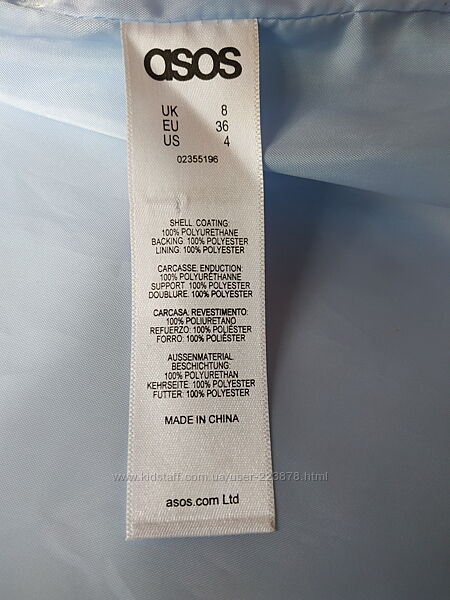 asos
UK 8
EU 36
US 4
02355196
SHELL. COATING:
100% POLYURETHANE
BACKING: 100% POLYESTER
LINING: 100% POLYESTER
CARCASSE. ENDUCTION:
100% POLYURÉTHANNE
SUPPORT: 100% POLYESTER
DOUBLURE: 100% POLYESTER
CARCASA. REVESTIMENTO:
100% POLIURETANO
REFUERZO: 100% POLIÉSTER
FORRO: 100% POLIÉSTER
AUSSENMATERIAL.
BESCHICHTUNG:
100% POLYURETHAN
KEHRSEITE: 100% POLYESTER
FUTTER: 100% POLYESTER
MADE IN CHINA
www.kidstaff.com.ua/user-223878.html
asos.com Ltd